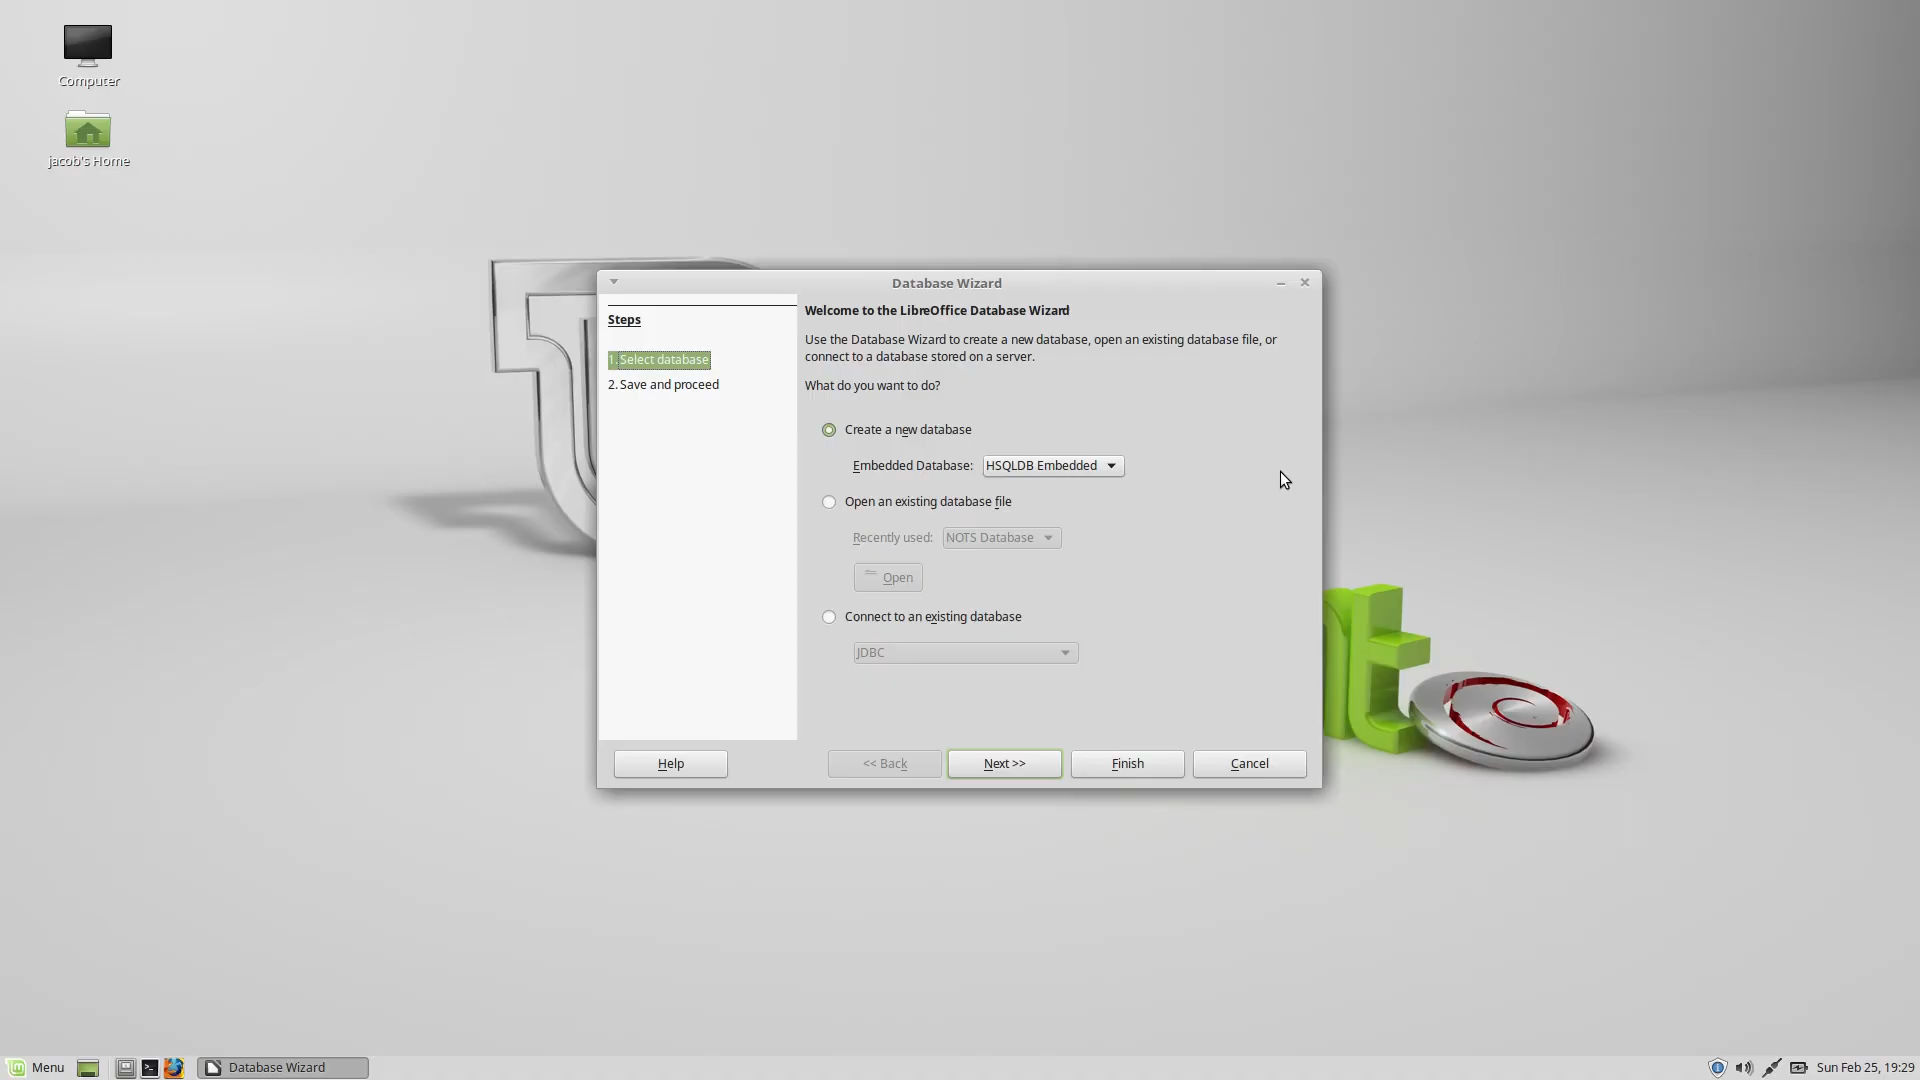 Computer
jacob's Home
Database Wizard
Steps
1. Select database
2. Save and proceed
Welcome to the LibreOffice Database Wizard
Use the Database Wizard to create a new database, open an existing database file, or
connect to a database stored on a server.
What do you want to do?
Create a new database
Embedded Database: HSQLDB Embedded
Open an existing database file
Recently used: NOTS Database
Open
Connect to an existing database
JDBC
Help
<< Back
Next >>
Finish
Cancel
Menu
Database Wizard
Sun Feb 25, 19:29